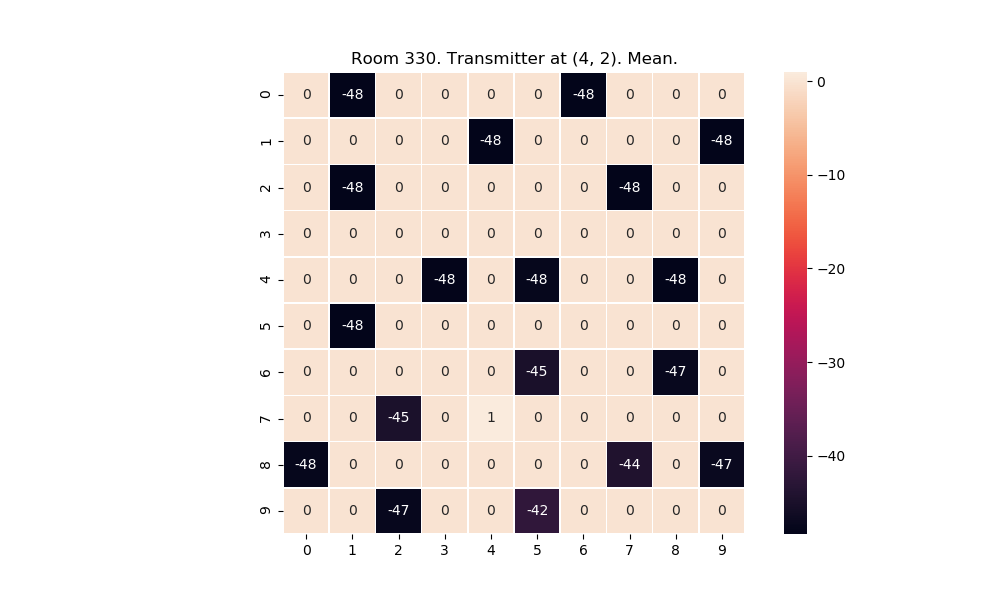 Room 330. Transmitter at (4, 2). Mean.
0 0 -48 0 0 0 0 -48 0 0 0
1 0 0 0 0 -48 0 0 0 0 -48
2 0 -48 0 0 0 0 0 -48 0 0
3 0 0 0 0 0 0 0 0 0 0
4 0 0 0 -48 0 -48 0 0 -48 0
5 0 -48 0 0 0 0 0 0 0 0
6 0 0 0 0 0 -45 0 0 -47 0
7 0 0 -45 0 1 0 0 0 0 0
8 -48 0 0 0 0 0 0 -44 0 -47
9 0 0 -47 0 0 -42 0 0 0 0
0 1 2 3 4 5 6 7 8 9
0
−10
−20
−30
−40